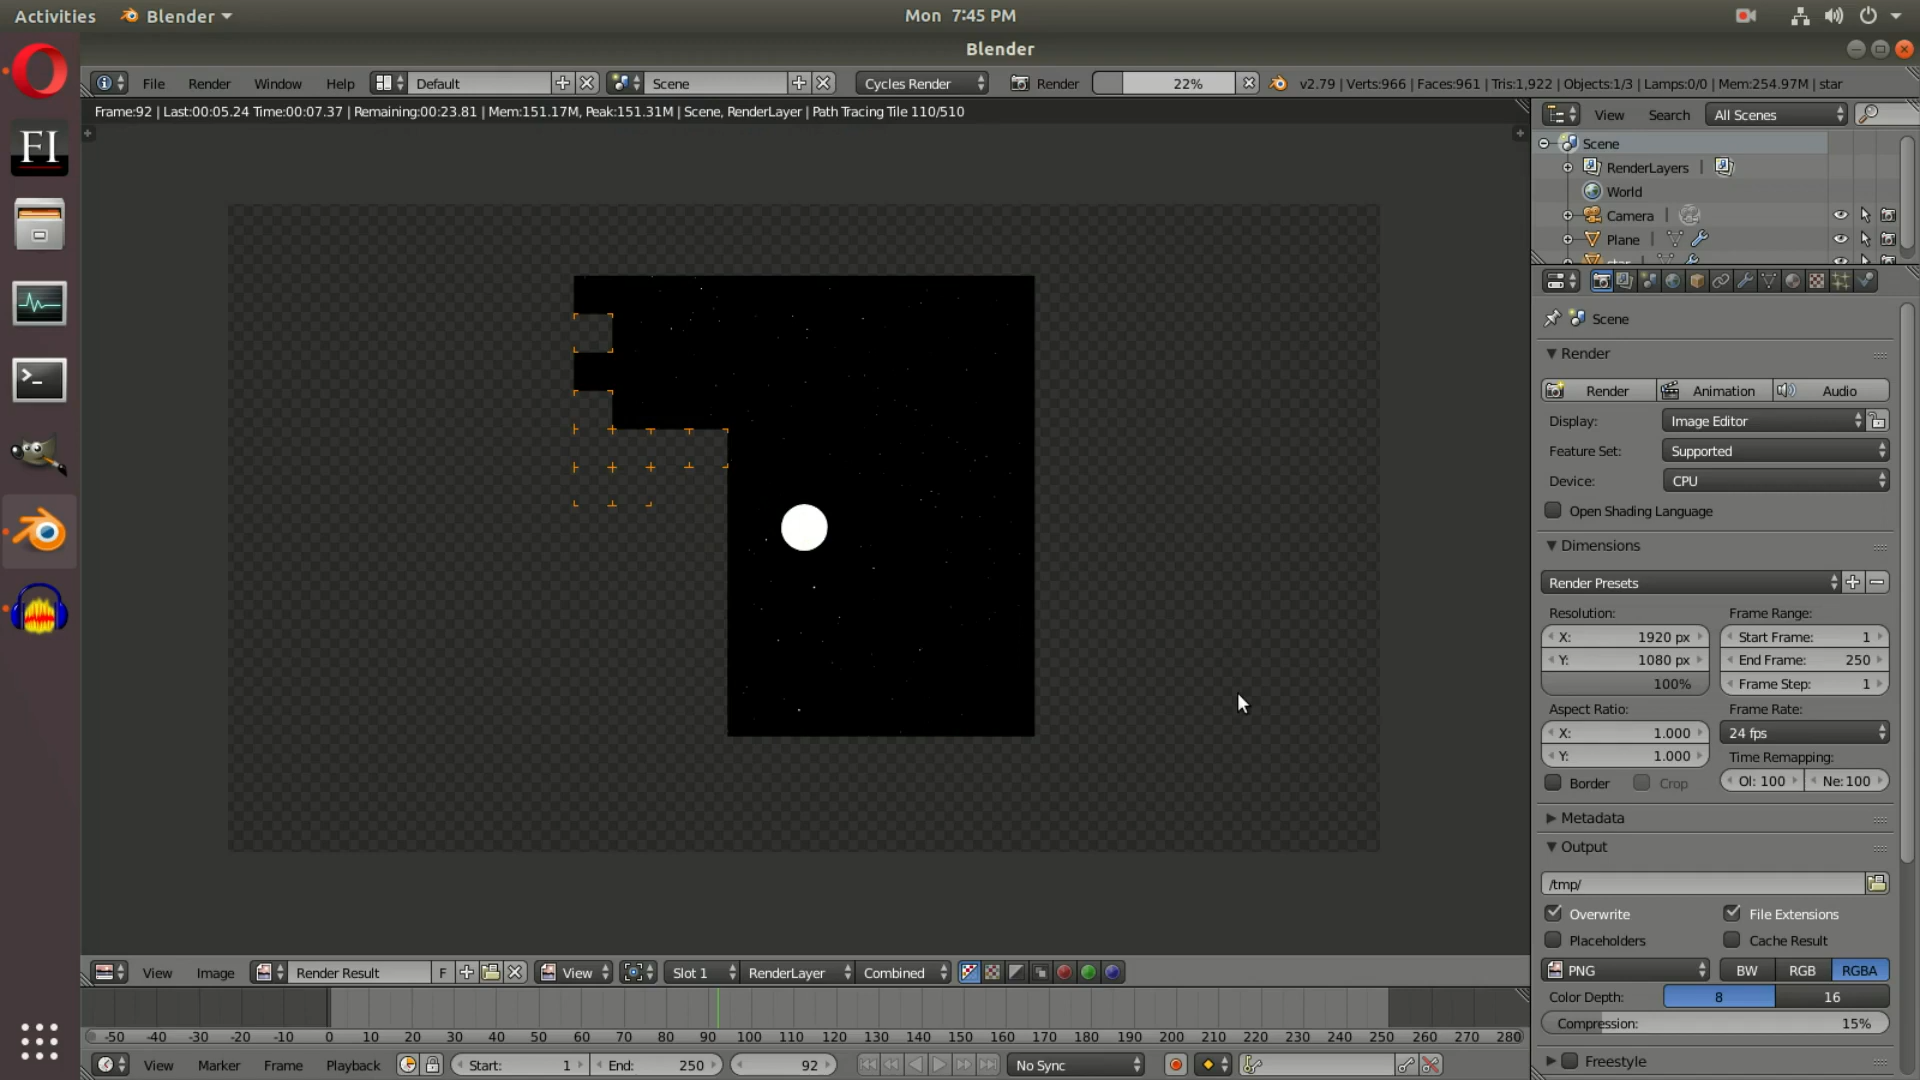 Activities Blender Mon 7:45 PM
Blender
File Render Window Help Default Scene Cycles Render Render 22% v2.79 | Verts:966 | Faces:961 | Tris:1,922 | Objects:1/3 | Lamps:0/0 | Mem:254.97M | star
Frame:92 | Last:00:05.24 Time:00:07.37 | Remaining:00:23.81 | Mem:151.17M, Peak:151.31M | Scene, RenderLayer | Path Tracing Tile 110/510
View Search All Scenes
Scene
RenderLayers |
World
Camera |
Plane |
FI
Scene
Render
Render Animation Audio
Display: Image Editor
Feature Set: Supported
Device: CPU
Open Shading Language
Dimensions
Render Presets
Resolution: Frame Range:
X: 1920 px Start Frame: 1
Y: 1080 px End Frame: 250
100% Frame Step: 1
Aspect Ratio: Frame Rate:
X: 1.000 24 fps
Y: 1.000 Time Remapping:
Border Crop Ol: 100 Ne:100
Metadata
Output
/tmp/
Overwrite File Extensions
Placeholders Cache Result
PNG BW RGB RGBA
Color Depth: 8 16
Compression: 15%
Freestyle
View Image Render Result F View Slot 1 RenderLayer Combined
-50 -40 -30 -20 -10 0 10 20 30 40 50 60 70 80 90 100 110 120 130 140 150 160 170 180 190 200 210 220 230 240 250 260 270 280
View Marker Frame Playback Start: 1 End: 250 92 No Sync